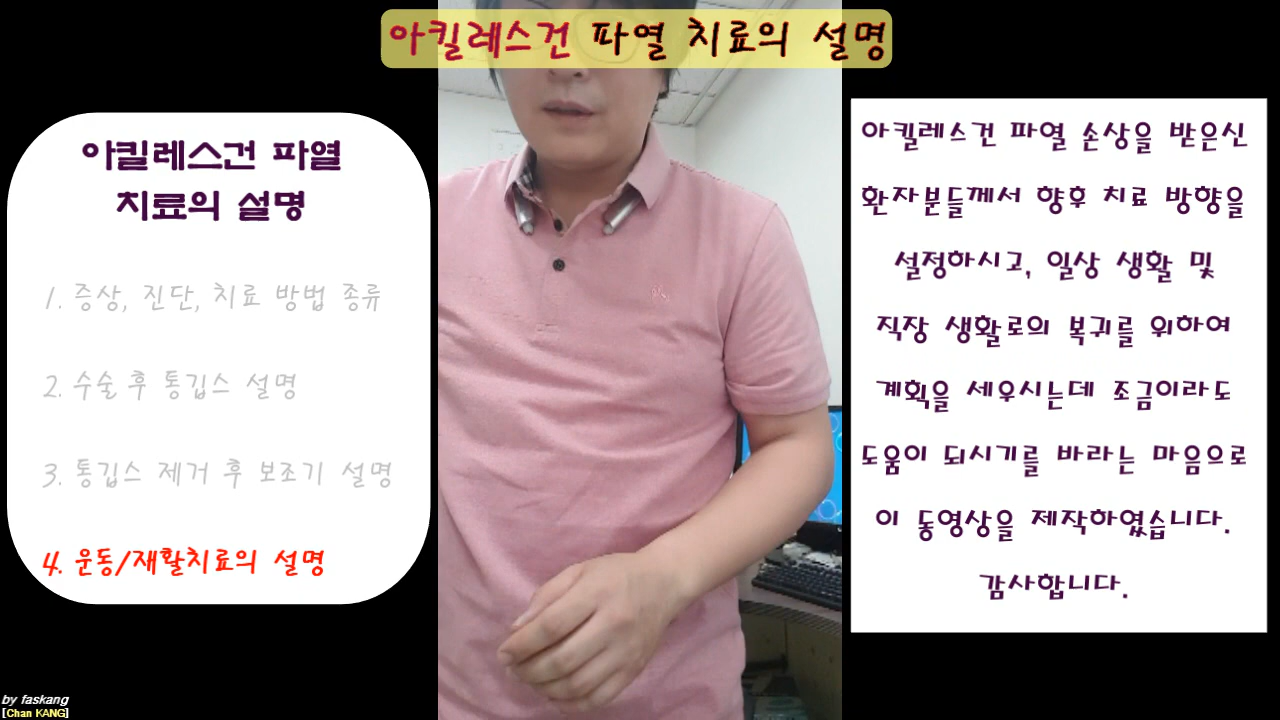 아킬레스건 파열 치료의 설명
아킬레스건 파열
치료의 설명
1. 증상, 진단, 치료 방법 종류
2. 수술 후 통깁스 설명
3. 통깁스 제거 후 보조기 설명
4. 운동/재활치료의 설명
아킬레스건 파열 손상을 받은신
환자분들께서 향후 치료 방향을
설정하시고, 일상 생활 및
직장 생활로의 복귀를 위하여
계획을 세우시는데 조금이라도
도움이 되시기를 바라는 마음으로
이 동영상을 제작하였습니다.
감사합니다.
by faskang
[Chan KANG]